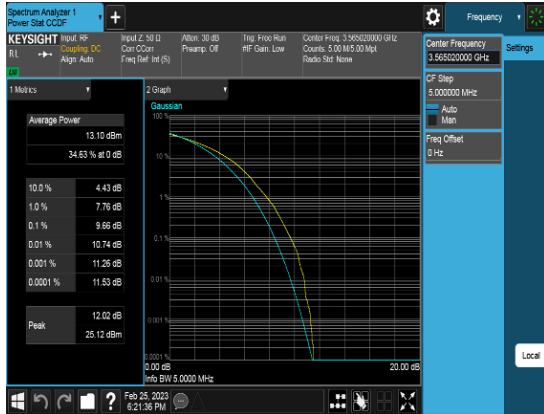 Spectrum Analyzer 1
Power Stat CCDF
Frequency
KEYSIGHT
Input: RF
Coupling: DC
Align: Auto
Input Z: 50 Ω
Corr CCorr
Freq Ref: Int (S)
Atten: 30 dB
Preamp: Off
Trig: Free Run
#IF Gain: Low
Center Freq: 3.565020000 GHz
Counts: 5.00 M/5.00 Mpt
Radio Std: None
RL
Center Frequency
3.565020000 GHz
Settings
CF Step
5.000000 MHz
Auto
Man
Freq Offset
0 Hz
Local
1 Metrics
Average Power
13.10 dBm
34.63 % at 0 dB
10.0 % 4.43 dB
1.0 % 7.76 dB
0.1 % 9.66 dB
0.01 % 10.74 dB
0.001 % 11.26 dB
0.0001 % 11.53 dB
Peak
12.02 dB
25.12 dBm
2 Graph
Gaussian
100 %
10 %
1 %
0.1 %
0.01 %
0.001 %
0.0001 %
0.00 dB
20.00 dB
Info BW 5.0000 MHz
Feb 25, 2023
6:21:36 PM